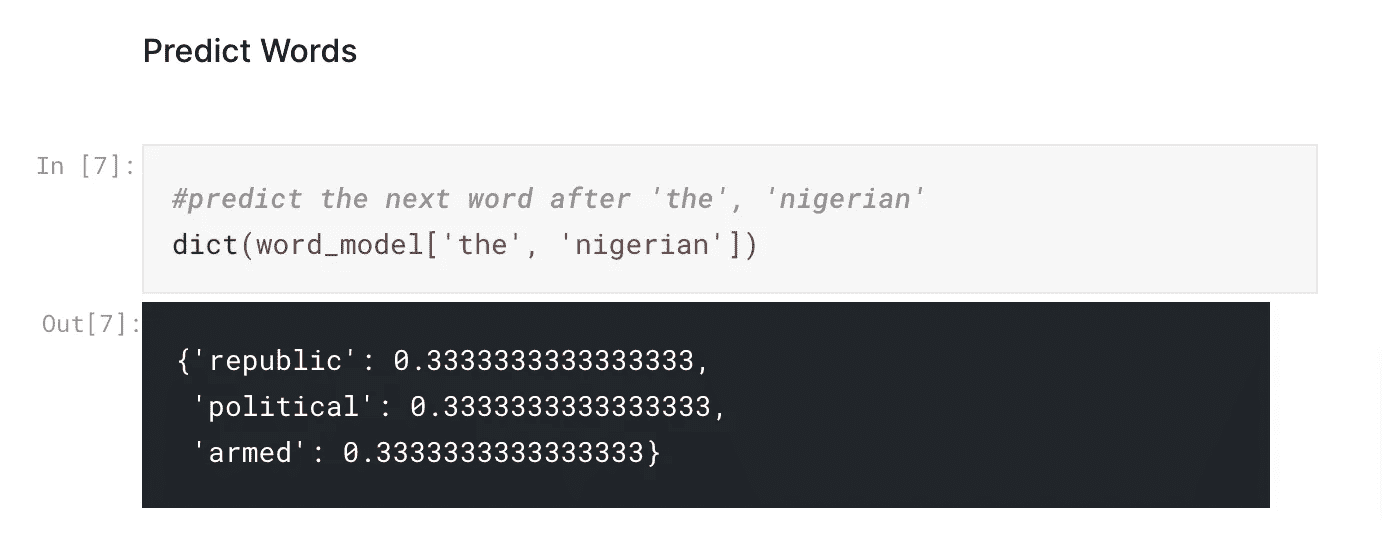 Predict Words
In [7]:
#predict the next word after 'the', 'nigerian'
dict(word_model['the', 'nigerian'])
Out[7]:
{'republic': 0.3333333333333333,
 'political': 0.3333333333333333,
 'armed': 0.3333333333333333}